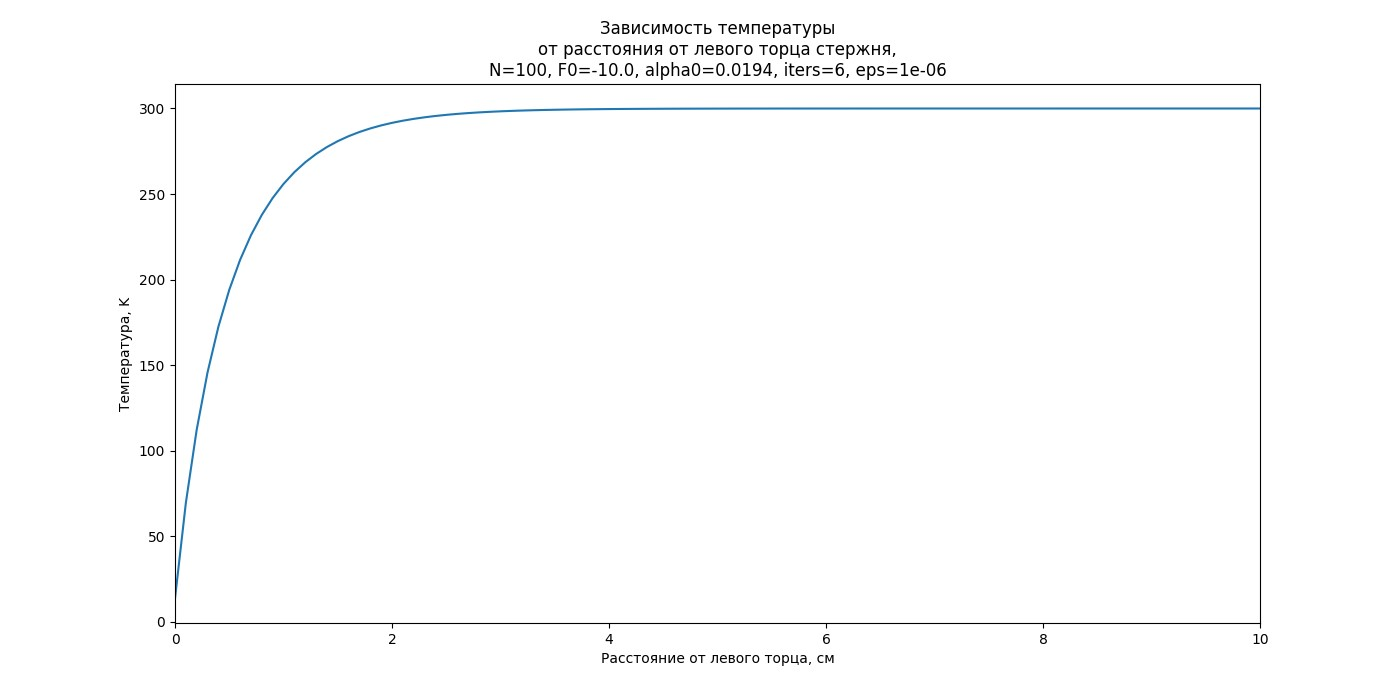 Зависимость температуры
от расстояния от левого торца стержня,
N=100, F0=-10.0, alpha0=0.0194, iters=6, eps=1e-06
300
250
200
150
100
50
0
Температура, К
0 2 4 6 8 10
Расстояние от левого торца, см